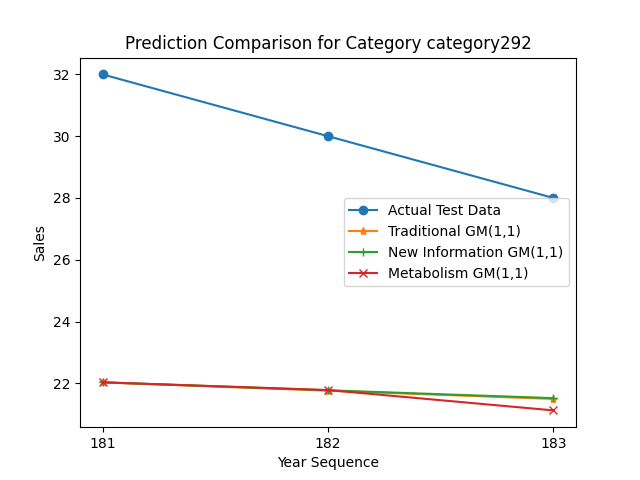 Prediction Comparison for Category category292
32
30
28
26
24
22
Sales
Actual Test Data
Traditional GM(1,1)
New Information GM(1,1)
Metabolism GM(1,1)
181
182
183
Year Sequence